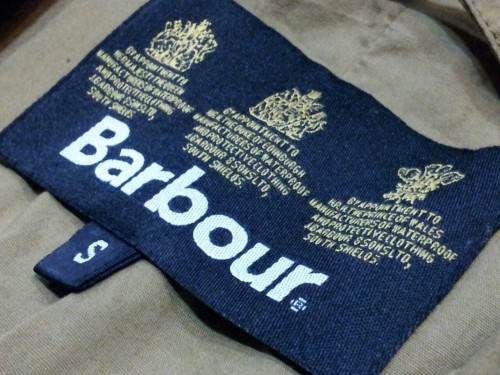 BY APPOINTMENT TO
H.M. THE QUEEN
MANUFACTURERS OF WATERPROOF
AND PROTECTIVE CLOTHING
J.BARBOUR & SONS LTD,
SOUTH SHIELDS.
BY APPOINTMENT TO
H.R.H. THE DUKE OF EDINBURGH
MANUFACTURERS OF WATERPROOF
AND PROTECTIVE CLOTHING
J.BARBOUR & SONS LTD,
SOUTH SHIELDS.
BY APPOINTMENT TO
H.R.H. THE PRINCE OF WALES
MANUFACTURERS OF WATERPROOF
AND PROTECTIVE CLOTHING
J.BARBOUR & SONS LTD,
SOUTH SHIELDS.
Barbour®
S